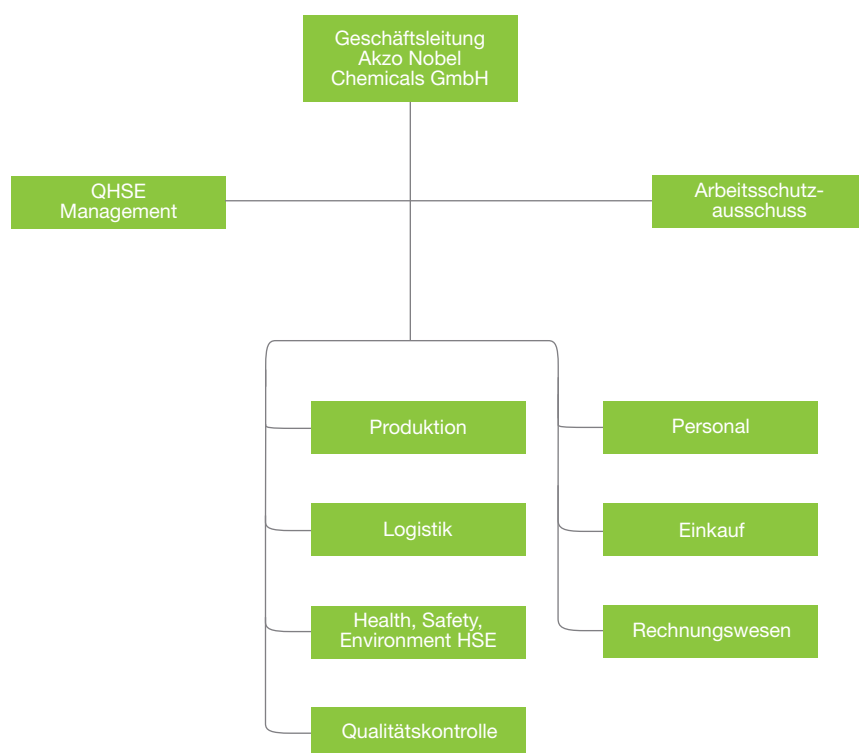 Geschäftsleitung
Akzo Nobel
Chemicals GmbH
QHSE
Management
Arbeitsschutz-
ausschuss
Produktion
Personal
Logistik
Einkauf
Health, Safety,
Environment HSE
Rechnungswesen
Qualitätskontrolle